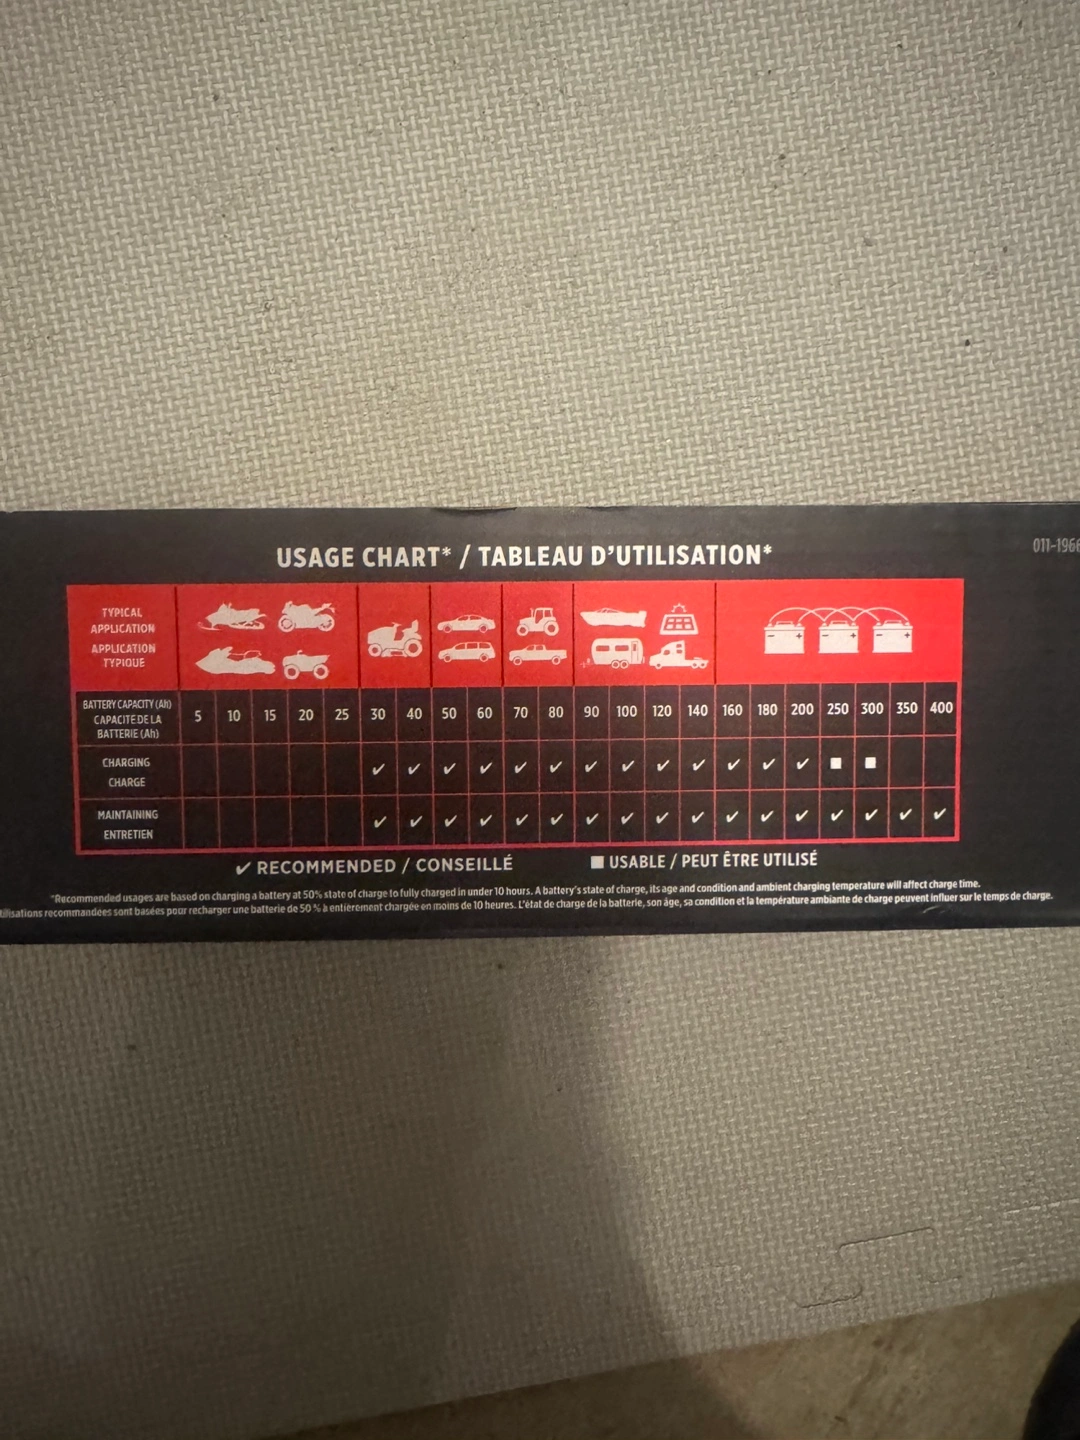 USAGE CHART* / TABLEAU D'UTILISATION*
011-1966
TYPICAL
APPLICATION
APPLICATION
TYPIQUE
BATTERY CAPACITY (Ah)
CAPACITÉ DE LA
BATTERIE (Ah)
5 10 15 20 25 30 40 50 60 70 80 90 100 120 140 160 180 200 250 300 350 400
CHARGING
CHARGE
✓ ✓ ✓ ✓ ✓ ✓ ✓ ✓ ✓ ✓ ✓ ✓ ✓ ■ ■
MAINTAINING
ENTRETIEN
✓ ✓ ✓ ✓ ✓ ✓ ✓ ✓ ✓ ✓ ✓ ✓ ✓ ✓ ✓ ✓ ✓
✓ RECOMMENDED / CONSEILLÉ ■ USABLE / PEUT ÊTRE UTILISÉ
*Recommended usages are based on charging a battery at 50% state of charge to fully charged in under 10 hours. A battery's state of charge, its age and condition and ambient charging temperature will affect charge time.
tilisations recommandées sont basées pour recharger une batterie de 50 % à entièrement chargée en moins de 10 heures. L'état de charge de la batterie, son âge, sa condition et la température ambiante de charge peuvent influer sur le temps de charge.